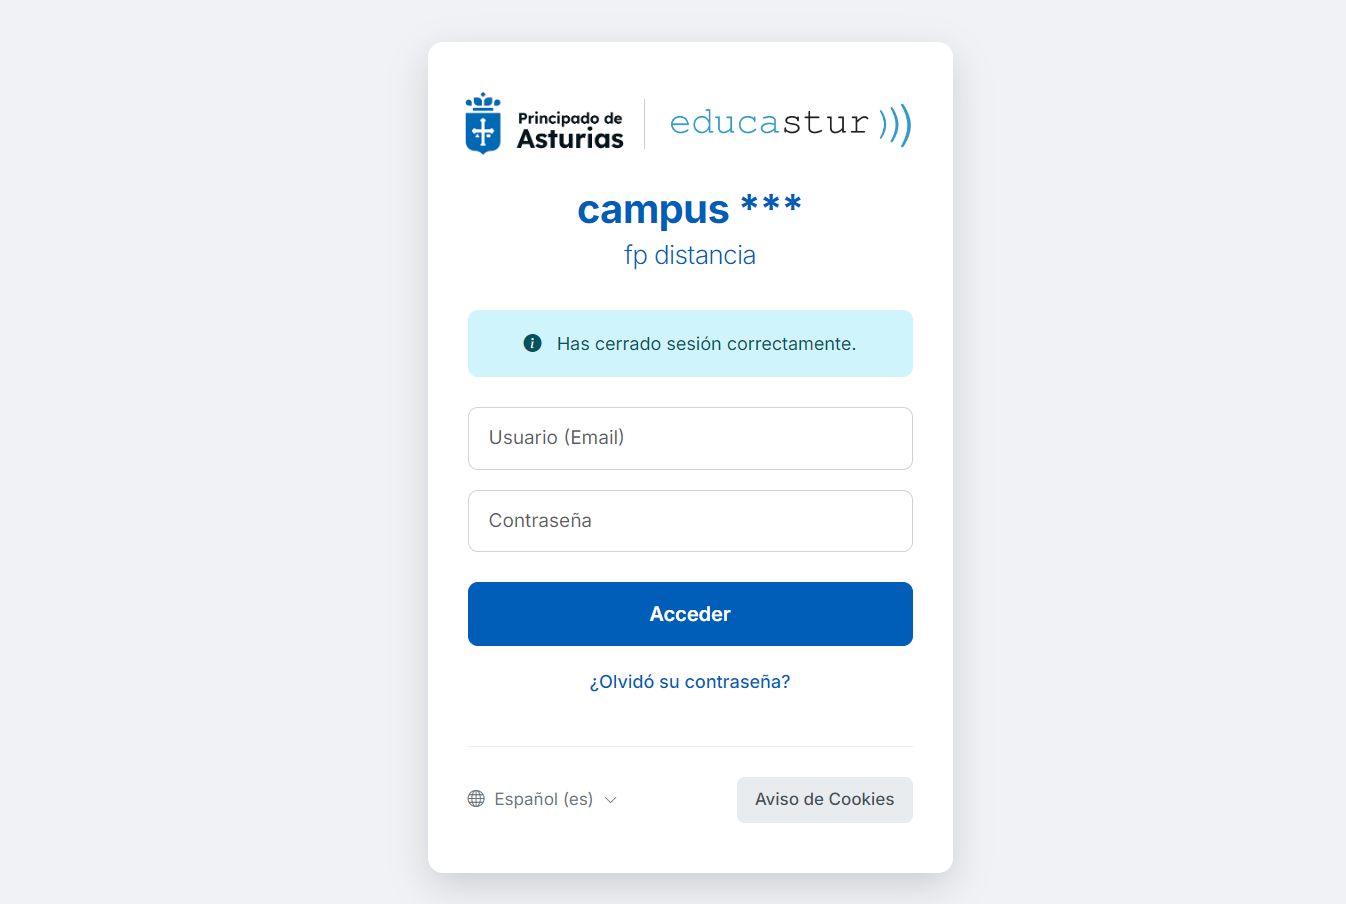 Principado de
Asturias
educastur
campus ***
fp distancia
Has cerrado sesión correctamente.
Usuario (Email)
Contraseña
Acceder
¿Olvidó su contraseña?
Español (es)
Aviso de Cookies